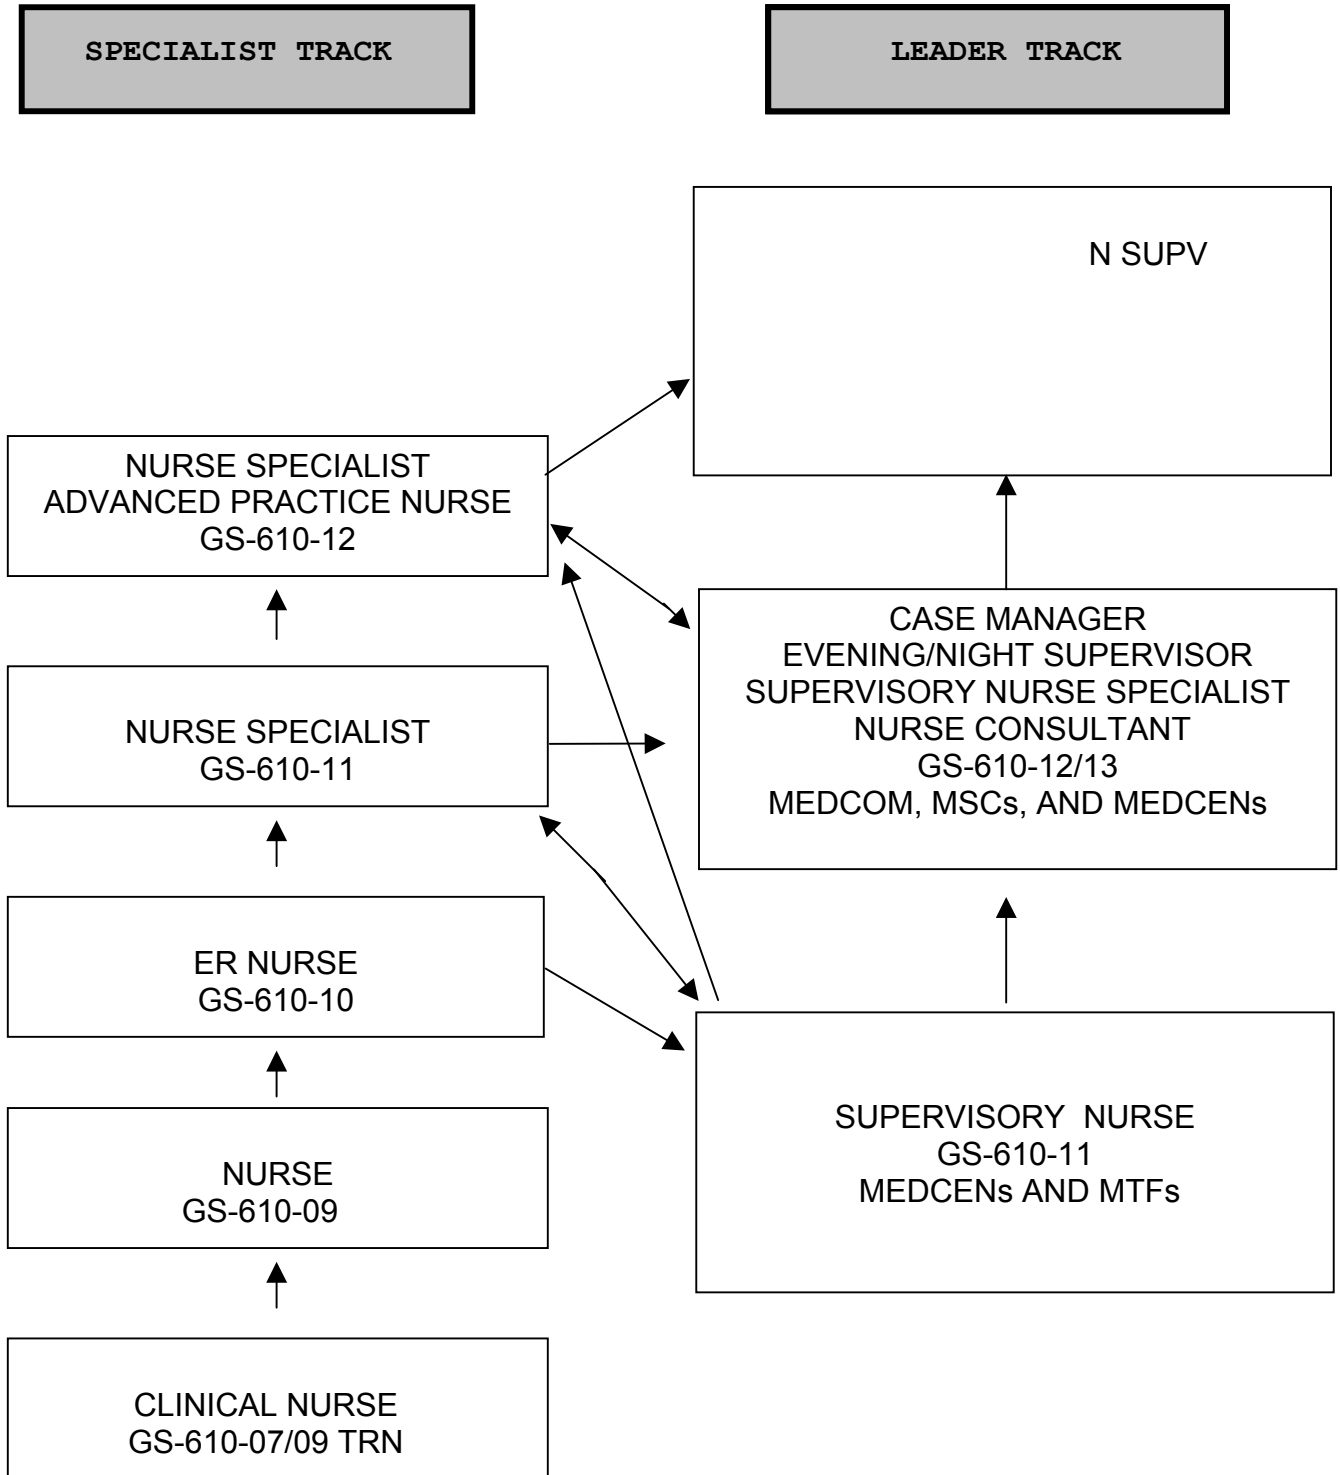 SPECIALIST TRACK
LEADER TRACK
N SUPV
NURSE SPECIALIST
ADVANCED PRACTICE NURSE
GS-610-12
CASE MANAGER
EVENING/NIGHT SUPERVISOR
SUPERVISORY NURSE SPECIALIST
NURSE CONSULTANT
GS-610-12/13
MEDCOM, MSCs, AND MEDCENs
NURSE SPECIALIST
GS-610-11
ER NURSE
GS-610-10
SUPERVISORY NURSE
GS-610-11
MEDCENs AND MTFs
NURSE
GS-610-09
CLINICAL NURSE
GS-610-07/09 TRN